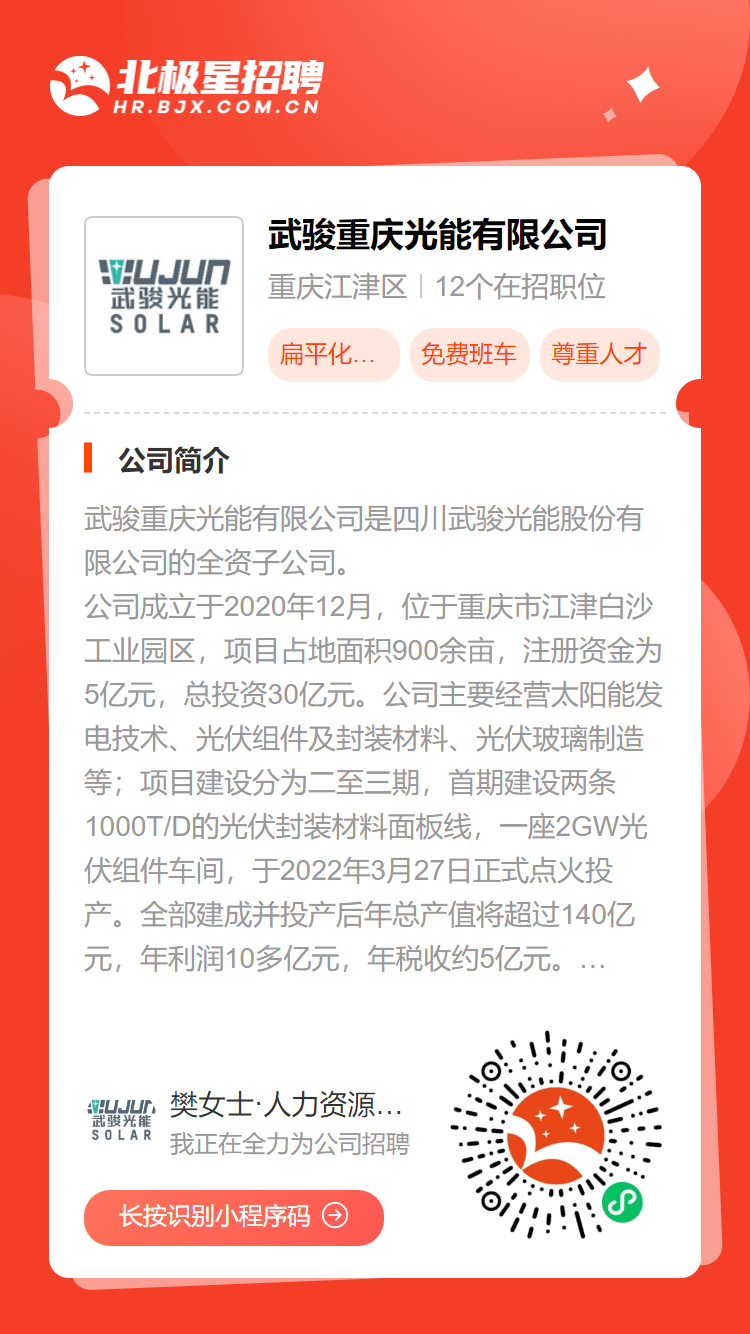 北极星招聘
HR.BJX.COM.CN
武骏重庆光能有限公司
重庆江津区 | 12个在招职位
WUJUN
武骏光能
SOLAR
扁平化… 免费班车 尊重人才
公司简介
武骏重庆光能有限公司是四川武骏光能股份有
限公司的全资子公司。
公司成立于2020年12月，位于重庆市江津白沙
工业园区，项目占地面积900余亩，注册资金为
5亿元，总投资30亿元。公司主要经营太阳能发
电技术、光伏组件及封装材料、光伏玻璃制造
等；项目建设分为二至三期，首期建设两条
1000T/D的光伏封装材料面板线，一座2GW光
伏组件车间，于2022年3月27日正式点火投
产。全部建成并投产后年总产值将超过140亿
元，年利润10多亿元，年税收约5亿元。…
WUJUN
武骏光能
SOLAR
樊女士·人力资源…
我正在全力为公司招聘
长按识别小程序码